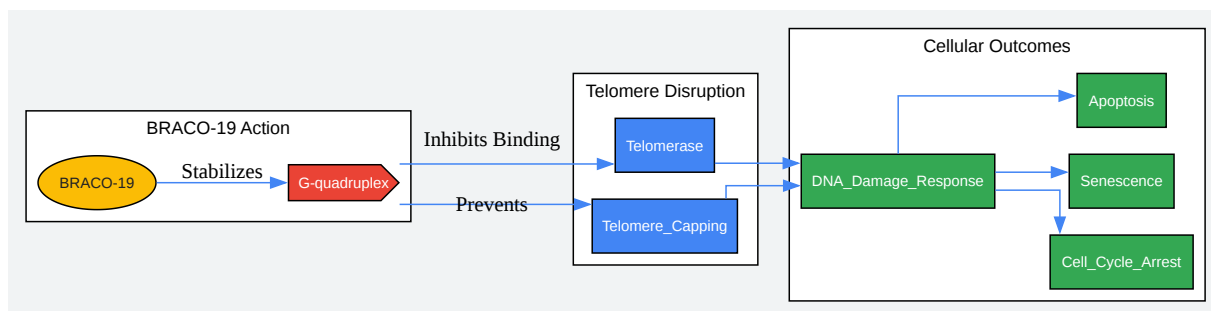 BRACO-19 Action
BRACO-19
Stabilizes
G-quadruplex
Inhibits Binding
Prevents
Telomere Disruption
Telomerase
Telomere_Capping
Cellular Outcomes
DNA_Damage_Response
Apoptosis
Senescence
Cell_Cycle_Arrest